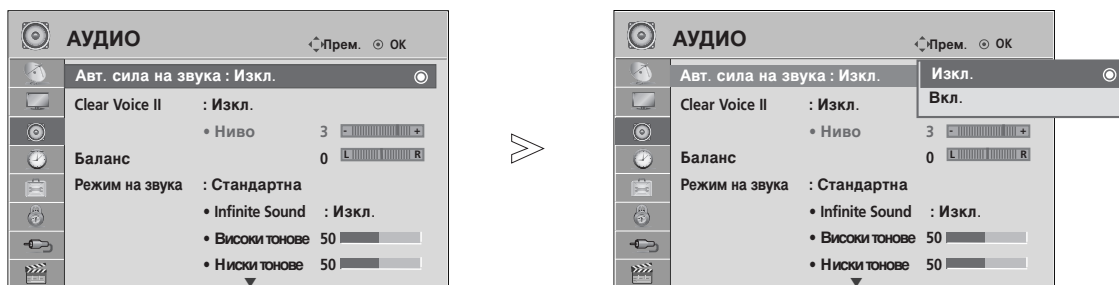 АУДИО Прем. ОК
Авт. сила на звука : Изкл.
Clear Voice II : Изкл.
• Ниво 3 - +
Баланс 0 L R
Режим на звука : Стандартна
• Infinite Sound : Изкл.
• Високи тонове 50
• Ниски тонове 50
АУДИО Прем. ОК
Авт. сила на звука : Изкл.
Изкл.
Вкл.
Clear Voice II : Изкл.
• Ниво 3 - +
Баланс 0 L R
Режим на звука : Стандартна
• Infinite Sound : Изкл.
• Високи тонове 50
• Ниски тонове 50